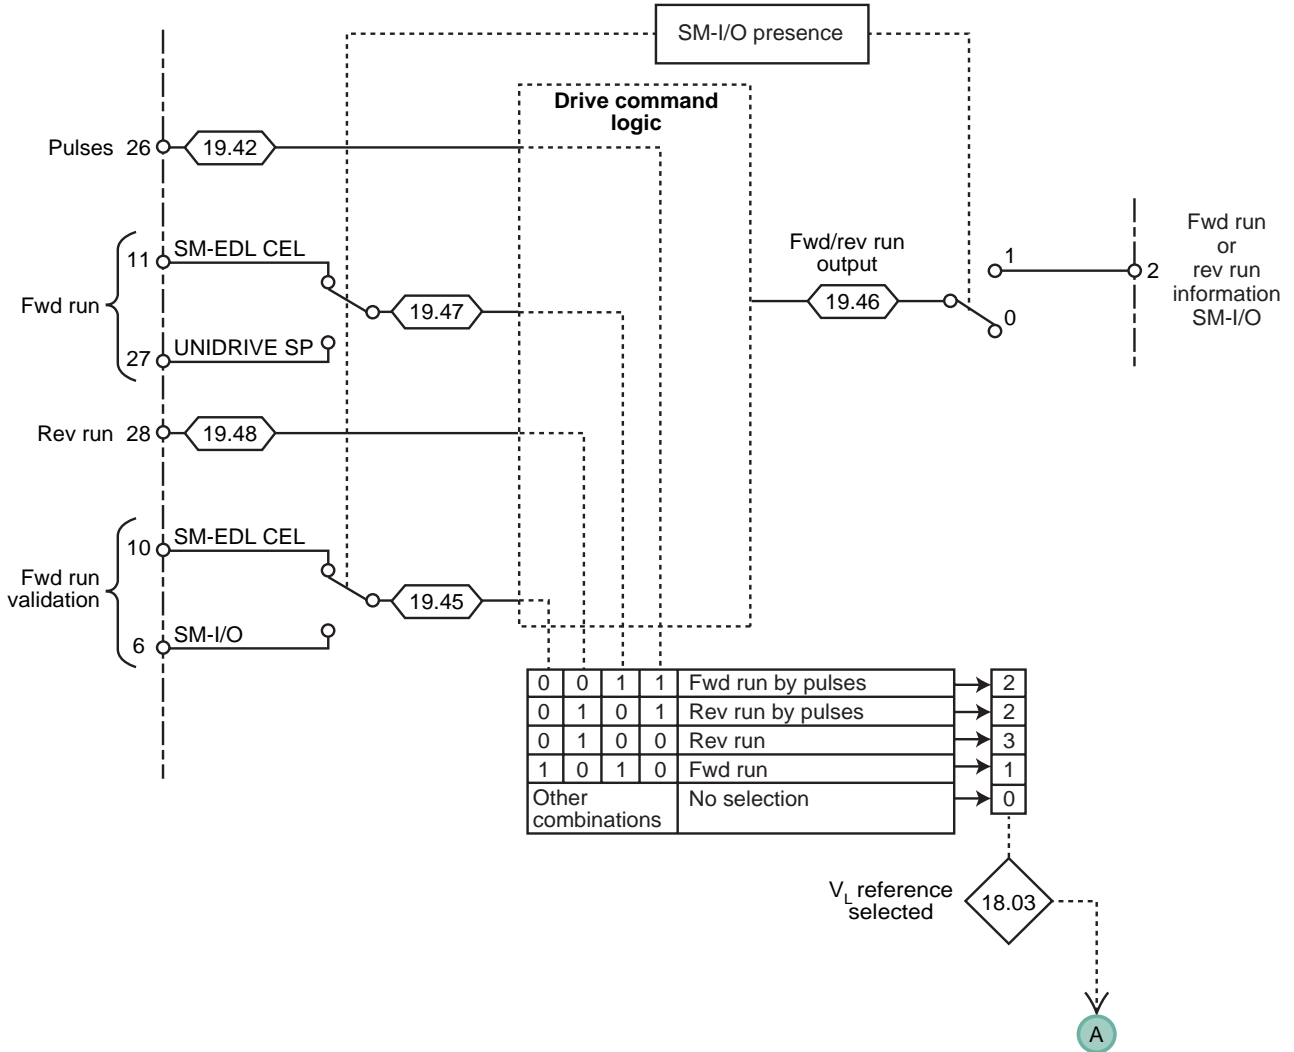 SM-I/O presence
Drive command
logic
Pulses 26 19.42
Fwd run
11 SM-EDL CEL
19.47
27 UNIDRIVE SP
Rev run 28 19.48
Fwd run
validation
10 SM-EDL CEL
19.45
6 SM-I/O
Fwd/rev run
output
19.46
1
0
2
Fwd run
or
rev run
information
SM-I/O
0 0 1 1 Fwd run by pulses 2
0 1 0 1 Rev run by pulses 2
0 1 0 0 Rev run 3
1 0 1 0 Fwd run 1
Other
combinations
No selection 0
VL reference
selected
18.03
A